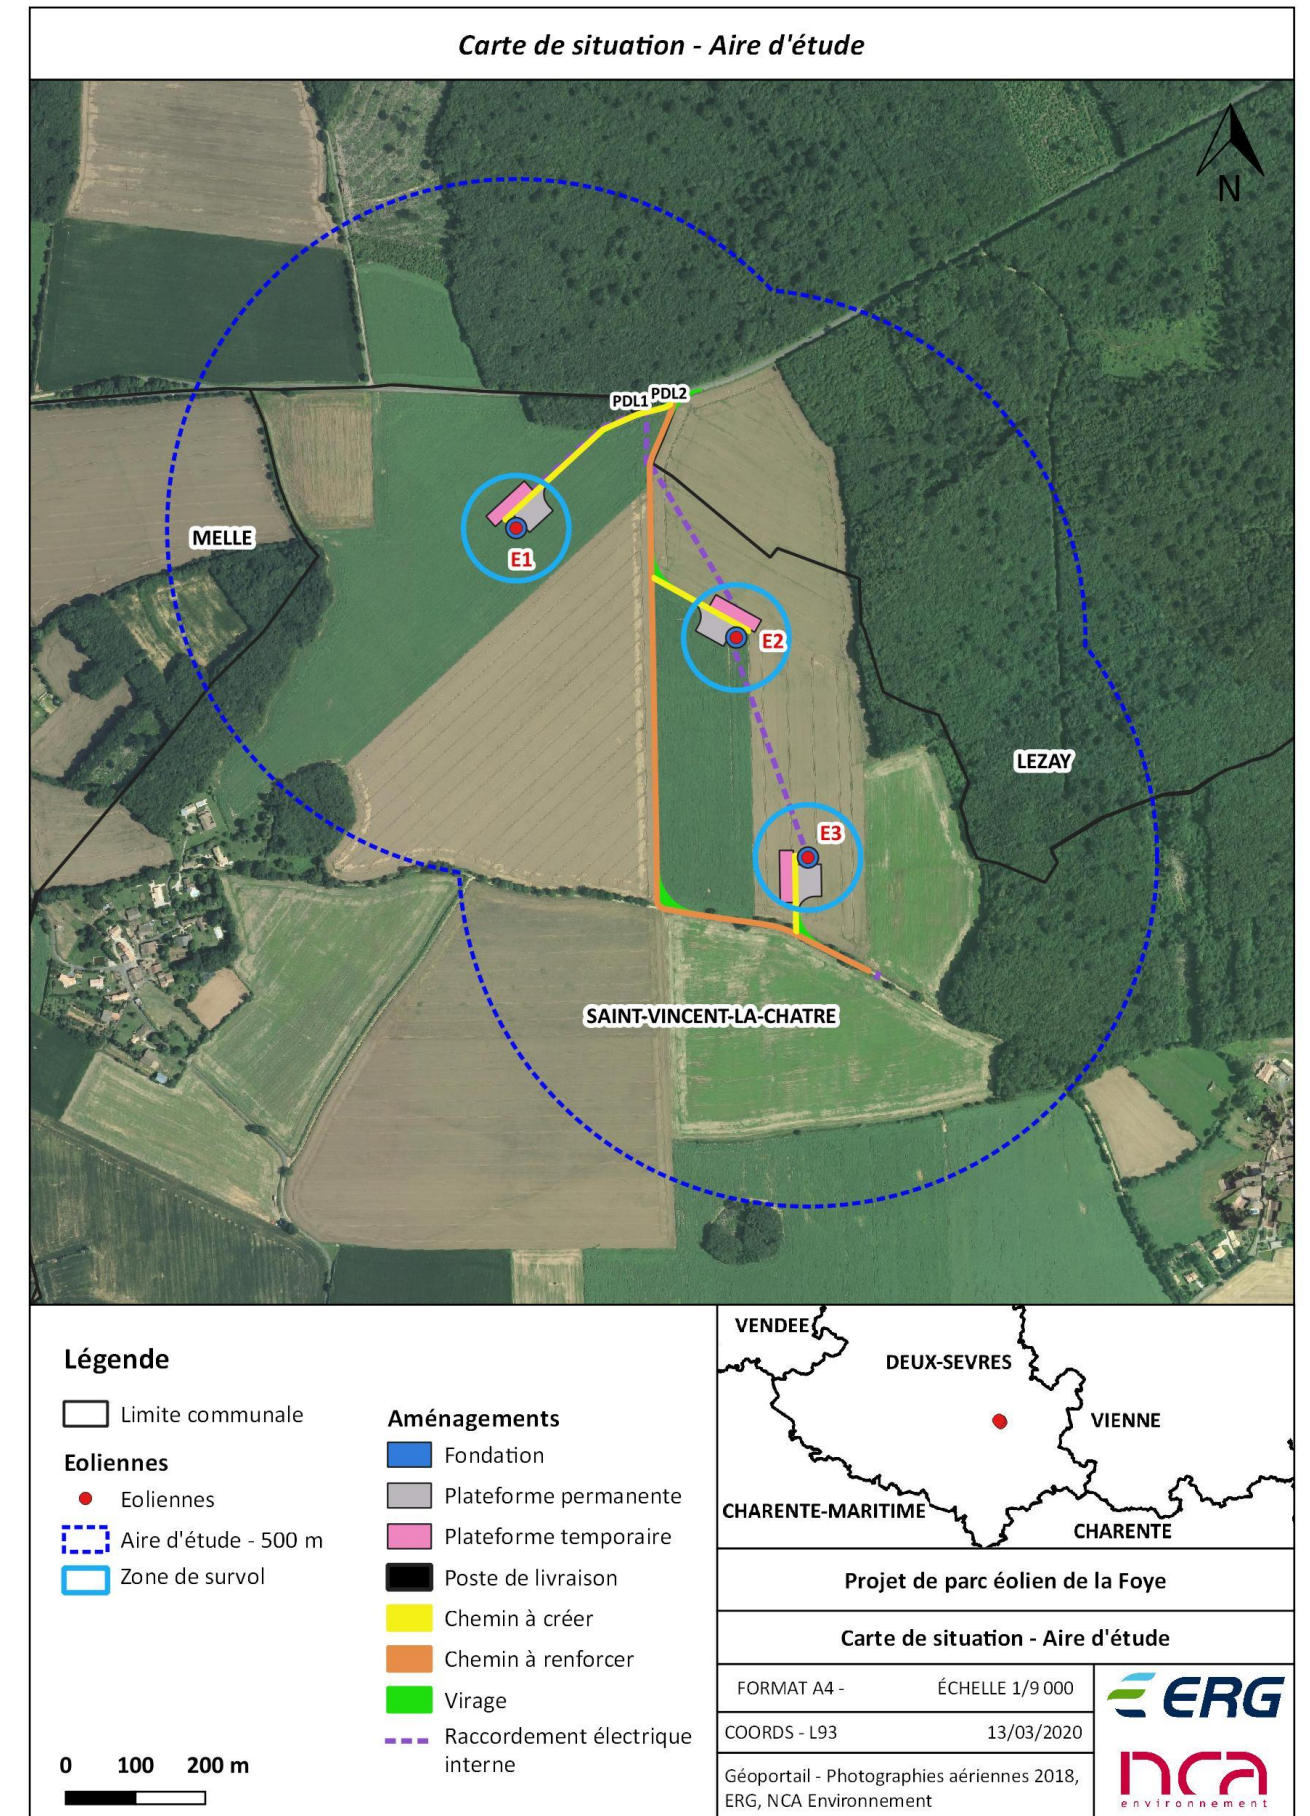 Carte de situation - Aire d'étude
N
PDL1 PDL2
MELLE
E1
E2
LEZAY
E3
SAINT-VINCENT-LA-CHATRE
Légende
Limite communale
Eoliennes
Eoliennes
Aire d'étude - 500 m
Zone de survol
0 100 200 m
Aménagements
Fondation
Plateforme permanente
Plateforme temporaire
Poste de livraison
Chemin à créer
Chemin à renforcer
Virage
Raccordement électrique
interne
VENDEE
DEUX-SEVRES
VIENNE
CHARENTE-MARITIME
CHARENTE
Projet de parc éolien de la Foye
Carte de situation - Aire d'étude
FORMAT A4 - ÉCHELLE 1/9 000
COORDS - L93 13/03/2020
Géoportail - Photographies aériennes 2018,
ERG, NCA Environnement
ERG
nca
environnement